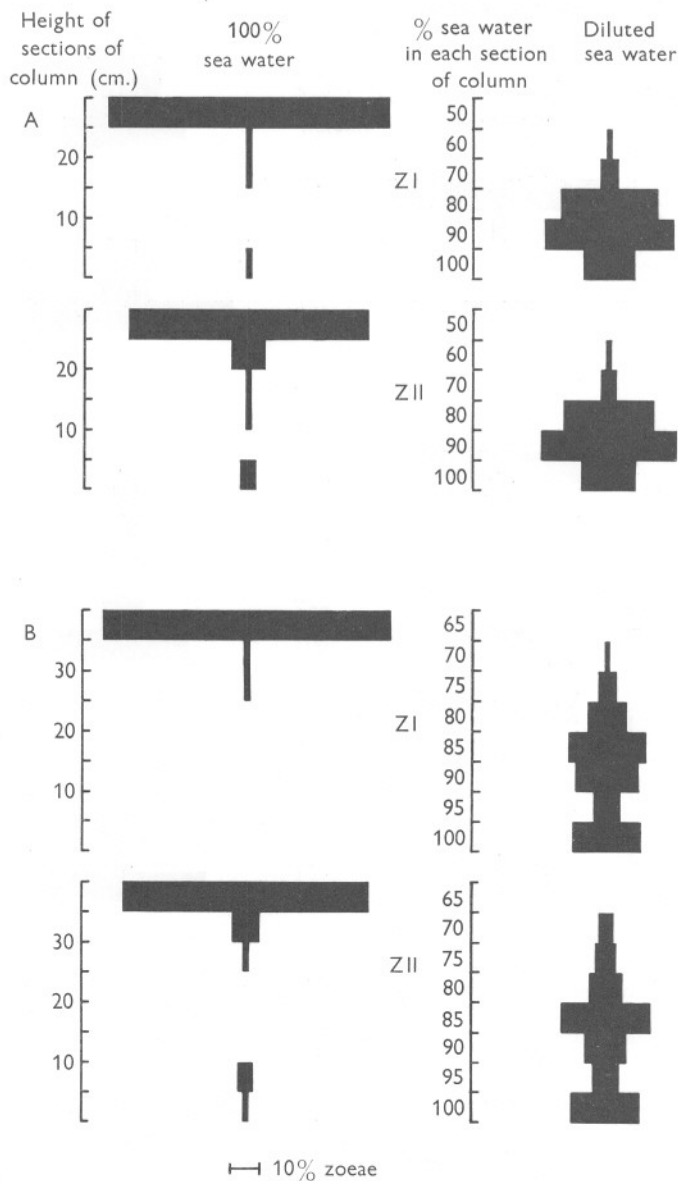 Height of
sections of
column (cm.)
100%
sea water
% sea water
in each section
of column
Diluted
sea water
A
20
10
ZI
50
60
70
80
90
100
20
10
ZII
50
60
70
80
90
100
B
30
20
10
ZI
65
70
75
80
85
90
95
100
30
20
10
ZII
65
70
75
80
85
90
95
100
10% zoeae